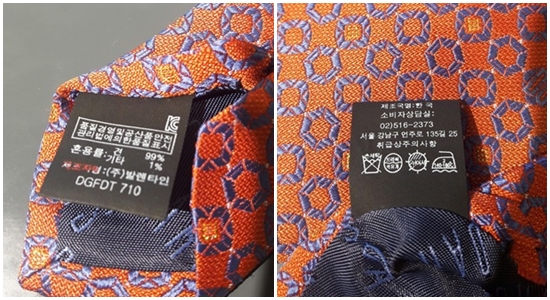 품질경영및공산품안전
관리법에의한품질표시
혼용률: 견 99%
기타 1%
제조자명: (주)발렌타인
DGFDT 710
제조국명: 한 국
소비자상담실:
02)516-2373
서울 강남구 언주로 135길 25
취급상주의사항